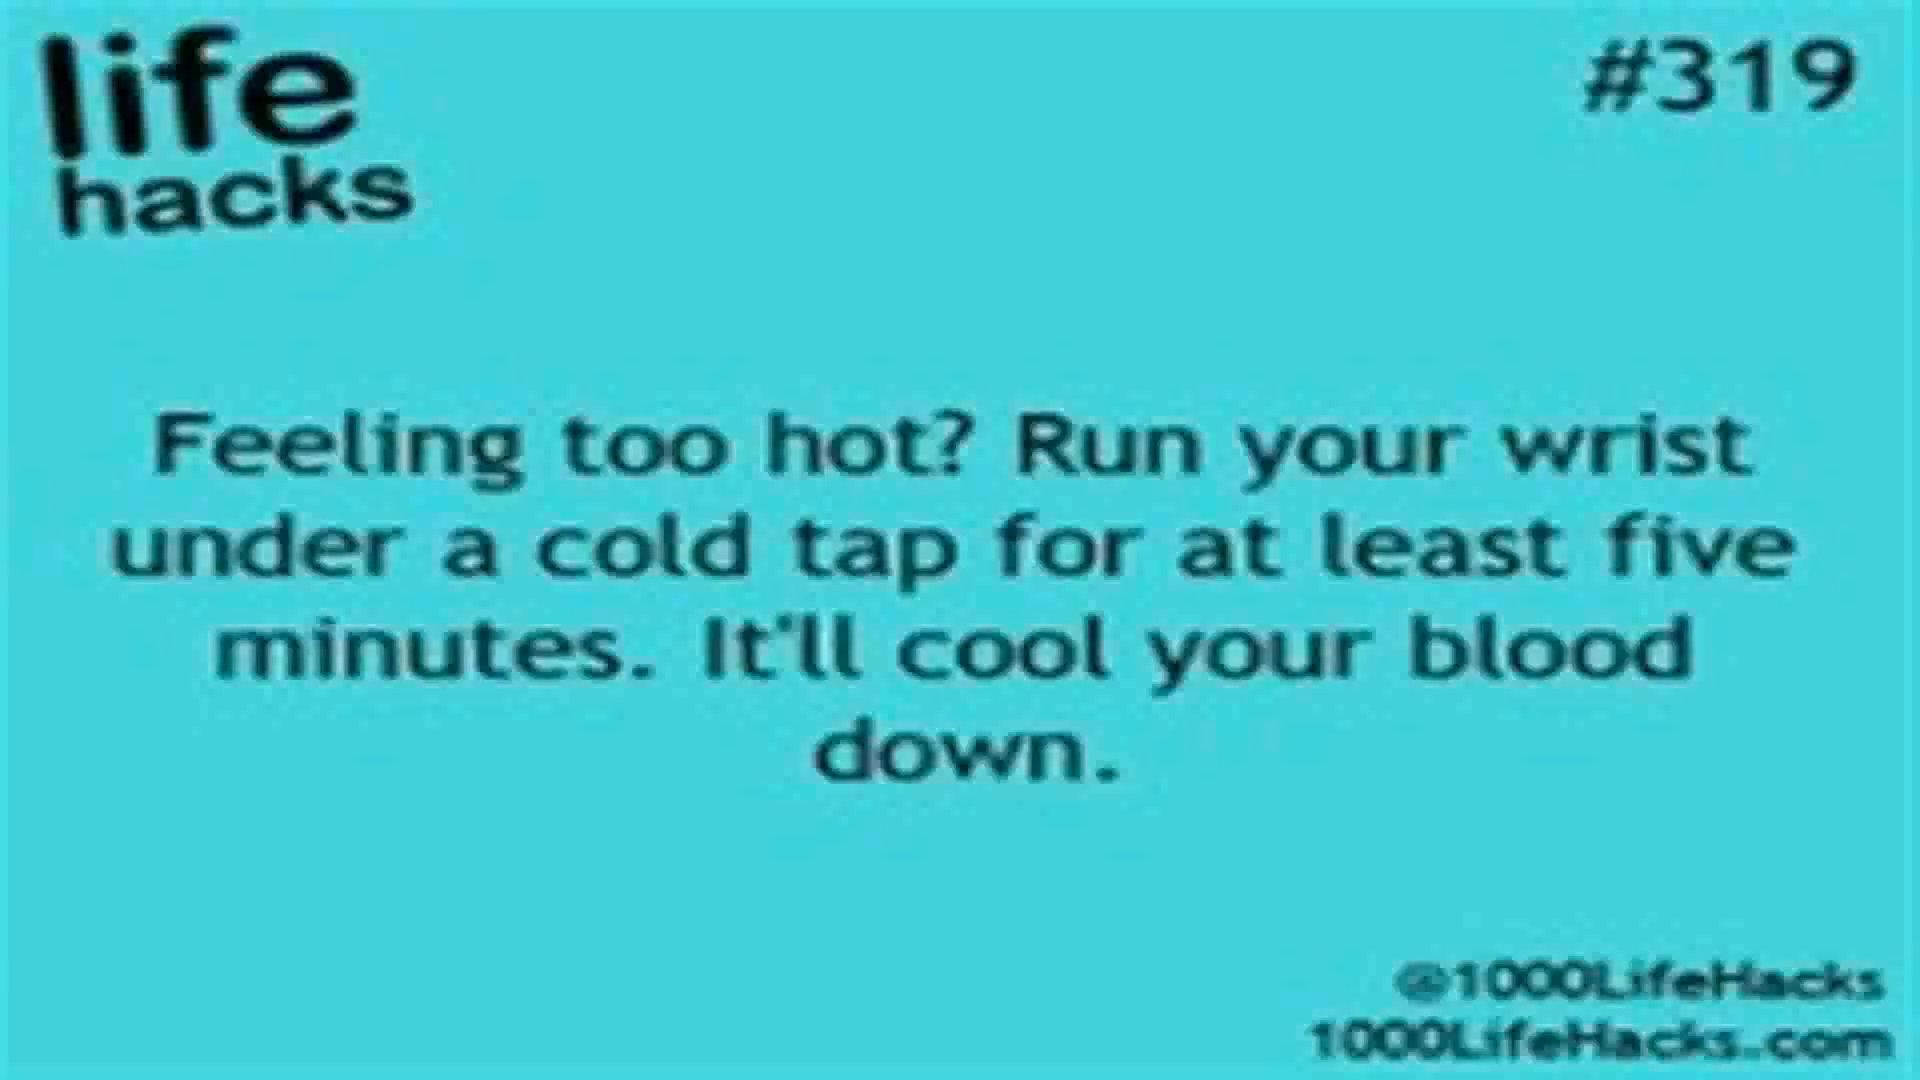 life
hacks
#319
Feeling too hot? Run your wrist
under a cold tap for at least five
minutes. It'll cool your blood
down.
@1000LifeHacks
1000LifeHacks.com